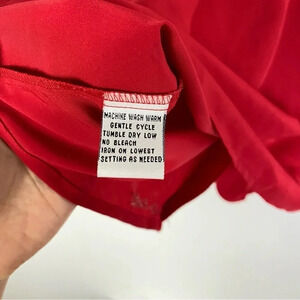 MACHINE WASH WARM
GENTLE CYCLE
TUMBLE DRY LOW
NO BLEACH
IRON ON LOWEST
SETTING AS NEEDED